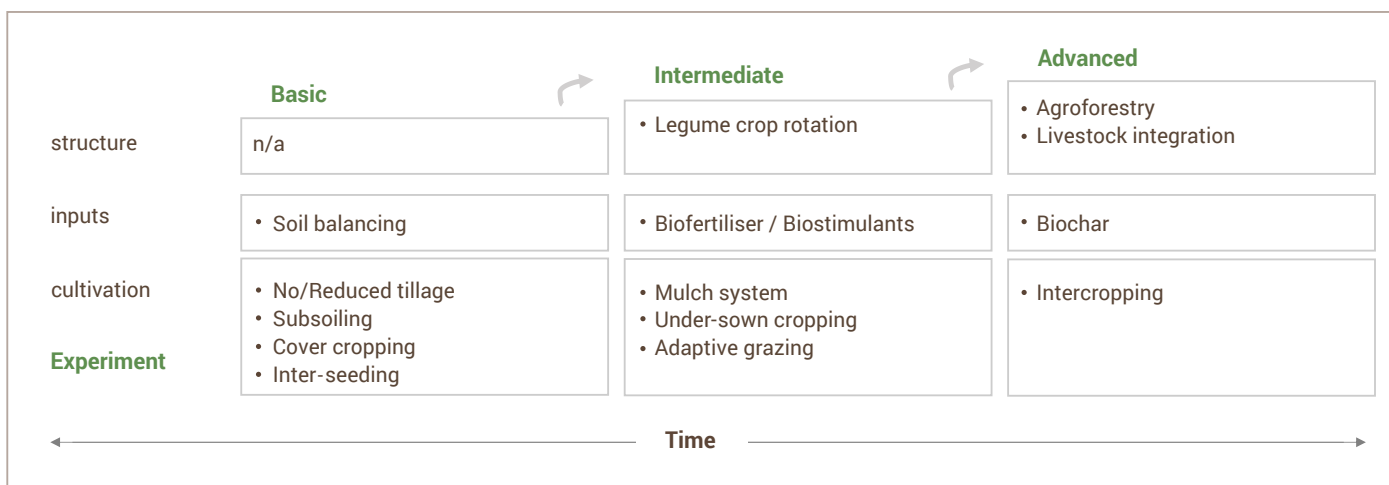 Basic
Intermediate
Advanced
structure
n/a
• Legume crop rotation
• Agroforestry
• Livestock integration
inputs
• Soil balancing
• Biofertiliser / Biostimulants
• Biochar
cultivation
• No/Reduced tillage
• Subsoiling
• Cover cropping
• Inter-seeding
• Mulch system
• Under-sown cropping
• Adaptive grazing
• Intercropping
Experiment
Time